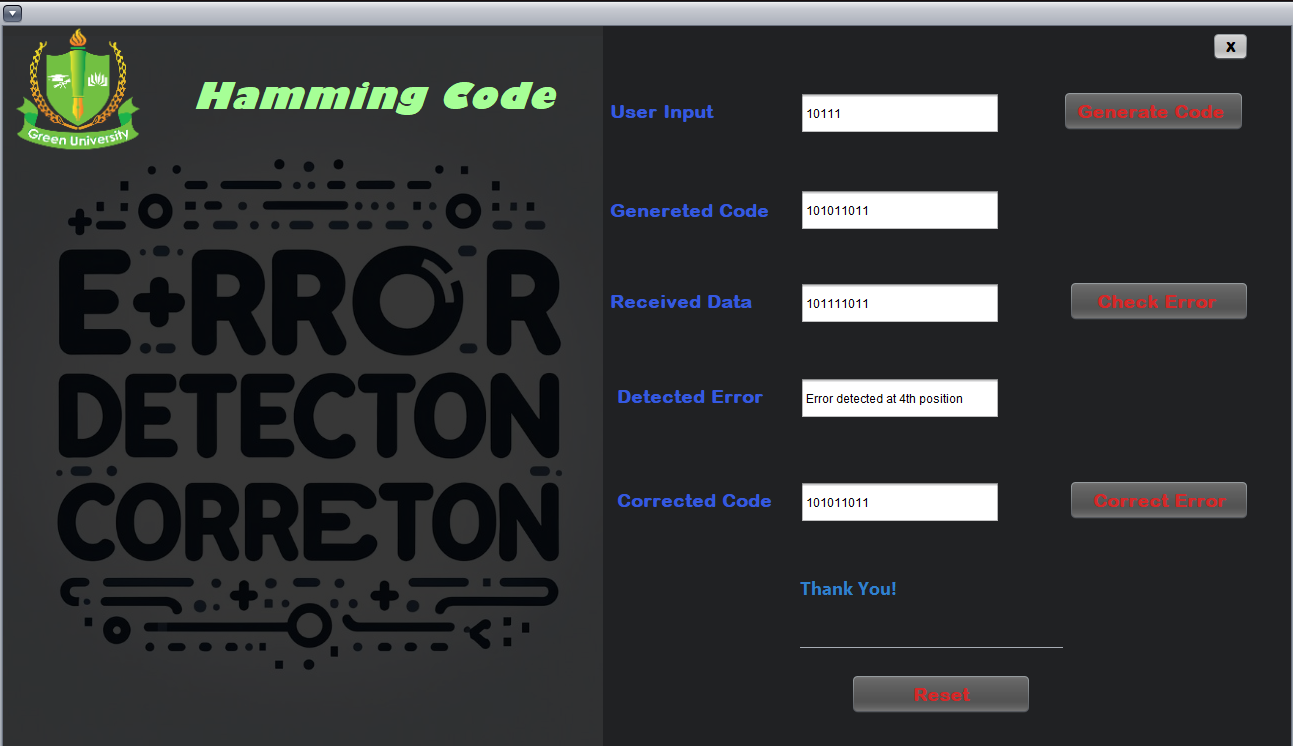 Green University
Hamming Code
E+RROR
DETECTON
CORRETON
x
User Input
10111
Generate Code
Genereted Code
101011011
Received Data
101111011
Check Error
Detected Error
Error detected at 4th position
Corrected Code
101011011
Correct Error
Thank You!
Reset